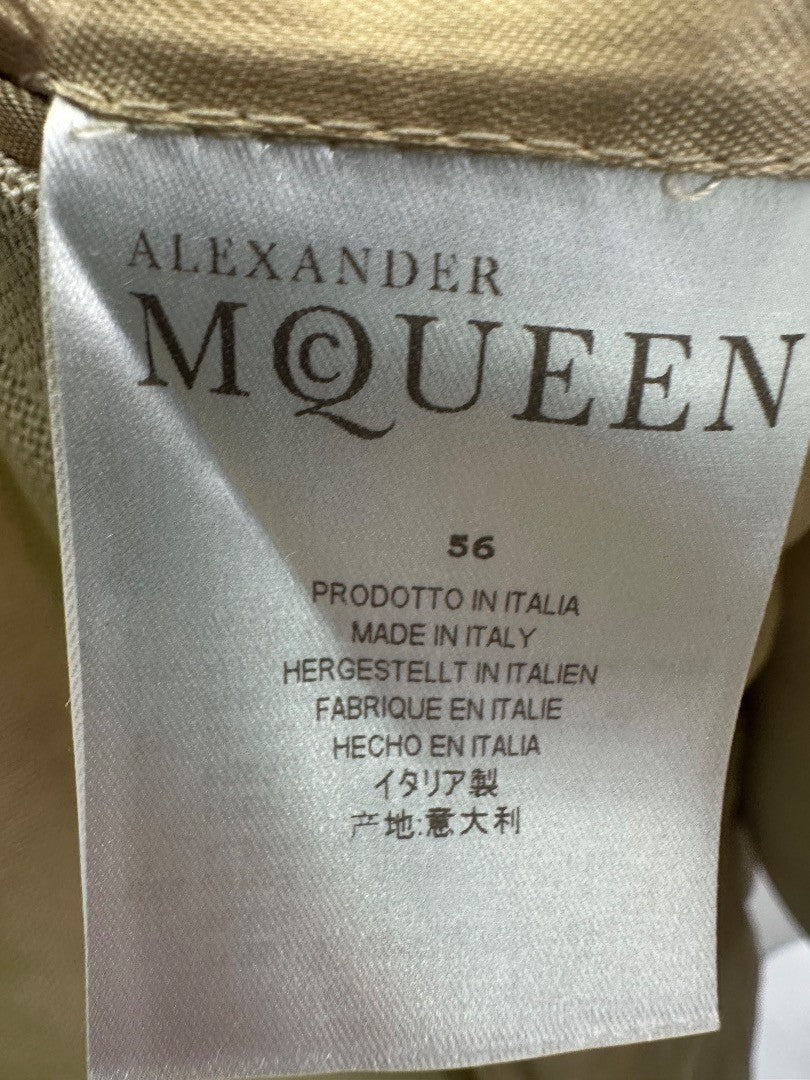 ALEXANDER
McQUEEN
56
PRODOTTO IN ITALIA
MADE IN ITALY
HERGESTELLT IN ITALIEN
FABRIQUE EN ITALIE
HECHO EN ITALIA
イタリア製
产地:意大利